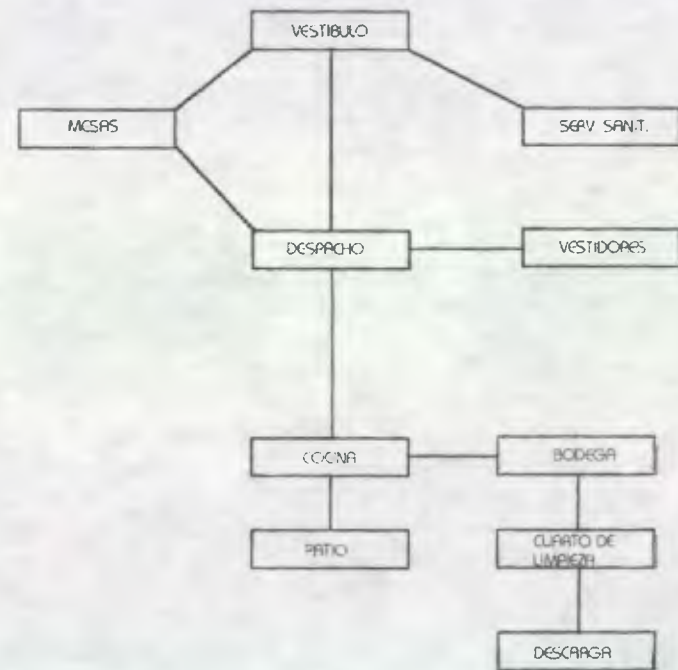 VESTIBULO
MESAS
SERV SAN.T.
DESPACHO
VESTIDORES
COCINA
BODEGA
PATIO
CUARTO DE
LIMPIEZA
DESCARGA